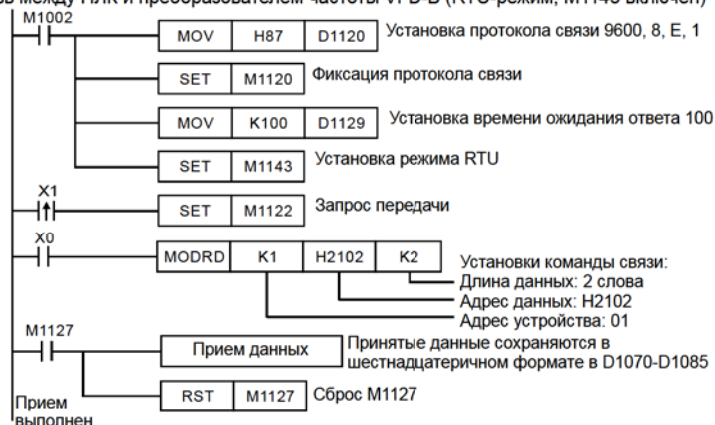 между ПЛК и преобразователем частоты VFD-B (RTU-режим, M1143 включен)
M1002
MOV H87 D1120 Установка протокола связи 9600, 8, E, 1
SET M1120 Фиксация протокола связи
MOV K100 D1129 Установка времени ожидания ответа 100
SET M1143 Установка режима RTU
X1
SET M1122 Запрос передачи
X0
MODRD K1 H2102 K2
Установки команды связи:
Длина данных: 2 слова
Адрес данных: H2102
Адрес устройства: 01
M1127
Прием данных
Принятые данные сохраняются в
шестнадцатеричном формате в D1070-D1085
RST M1127 Сброс M1127
Прием
выполнен